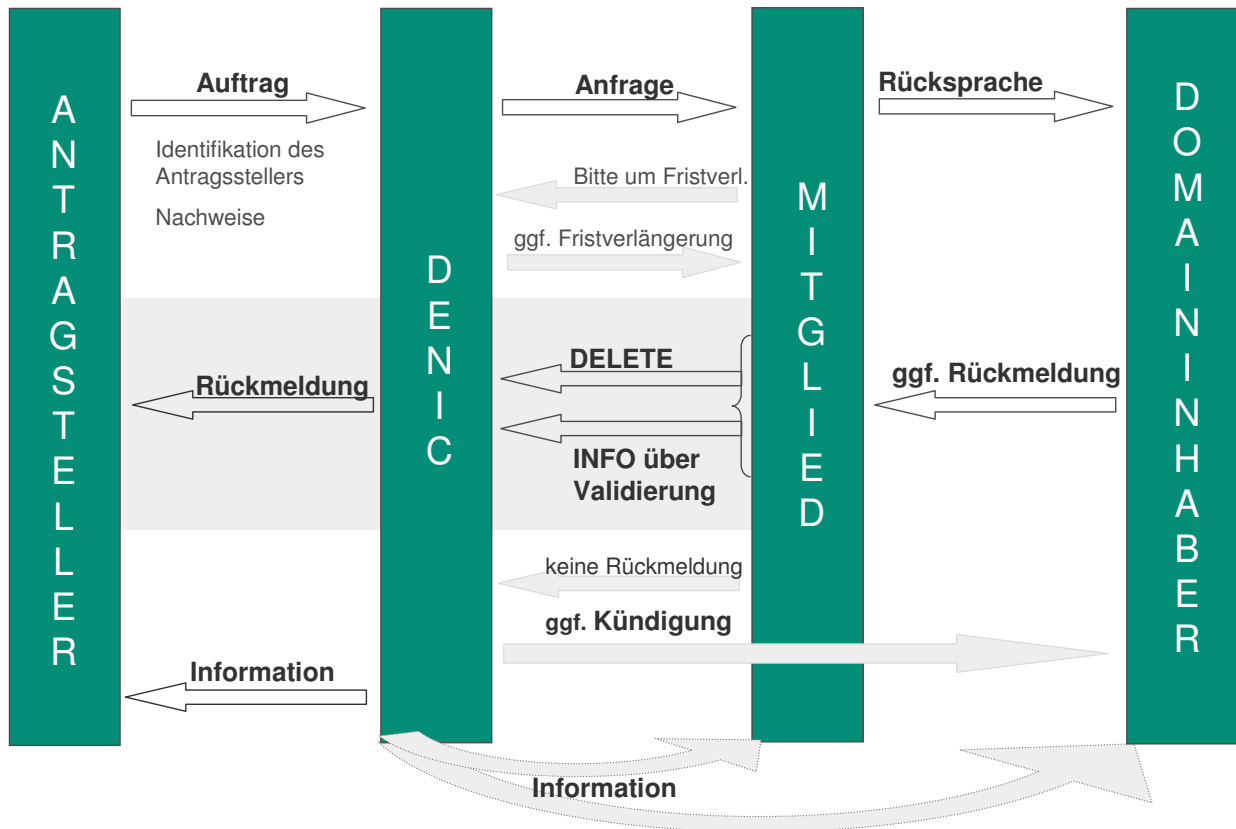 ANTRAGSTELLER
DENIC
MITGLIED
DOMAININHABER
Auftrag
Anfrage
Rücksprache
Identifikation des
Antragsstellers
Nachweise
Bitte um Fristverl.
ggf. Fristverlängerung
DELETE
Rückmeldung
ggf. Rückmeldung
INFO über
Validierung
keine Rückmeldung
ggf. Kündigung
Information
Information